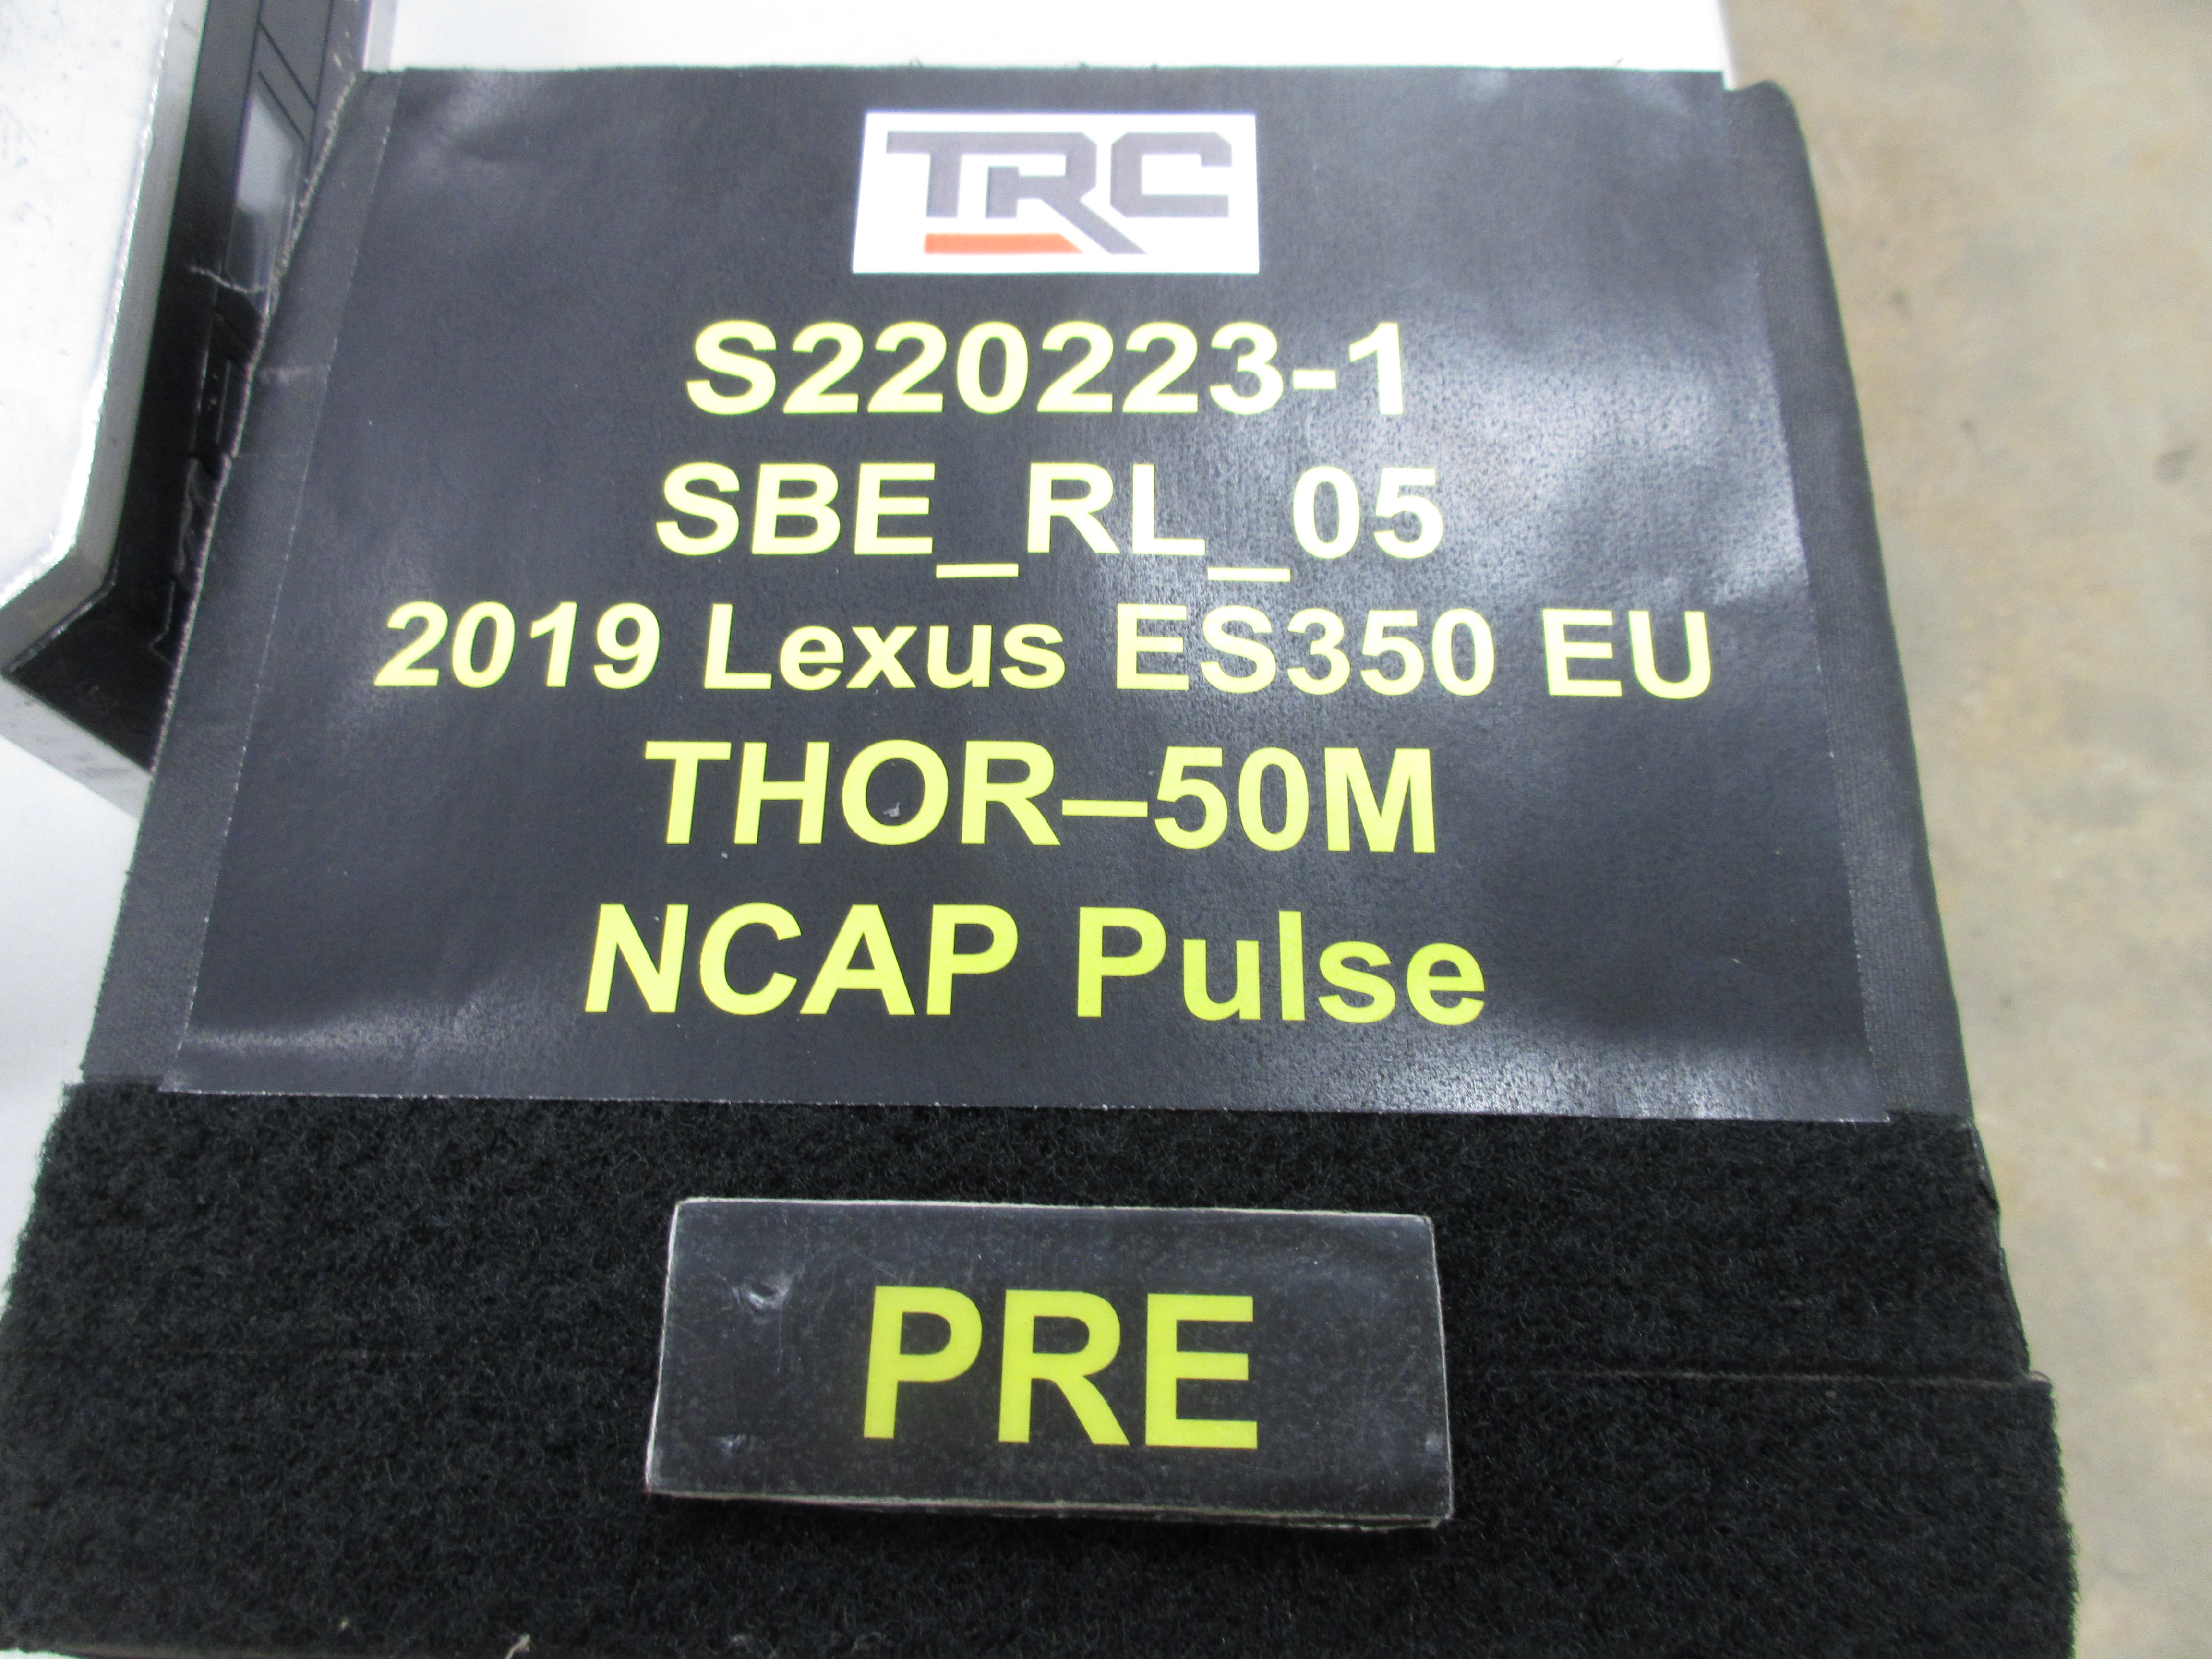 TRC
S220223-1
SBE_RL_05
2019 Lexus ES350 EU
THOR–50M
NCAP Pulse
PRE